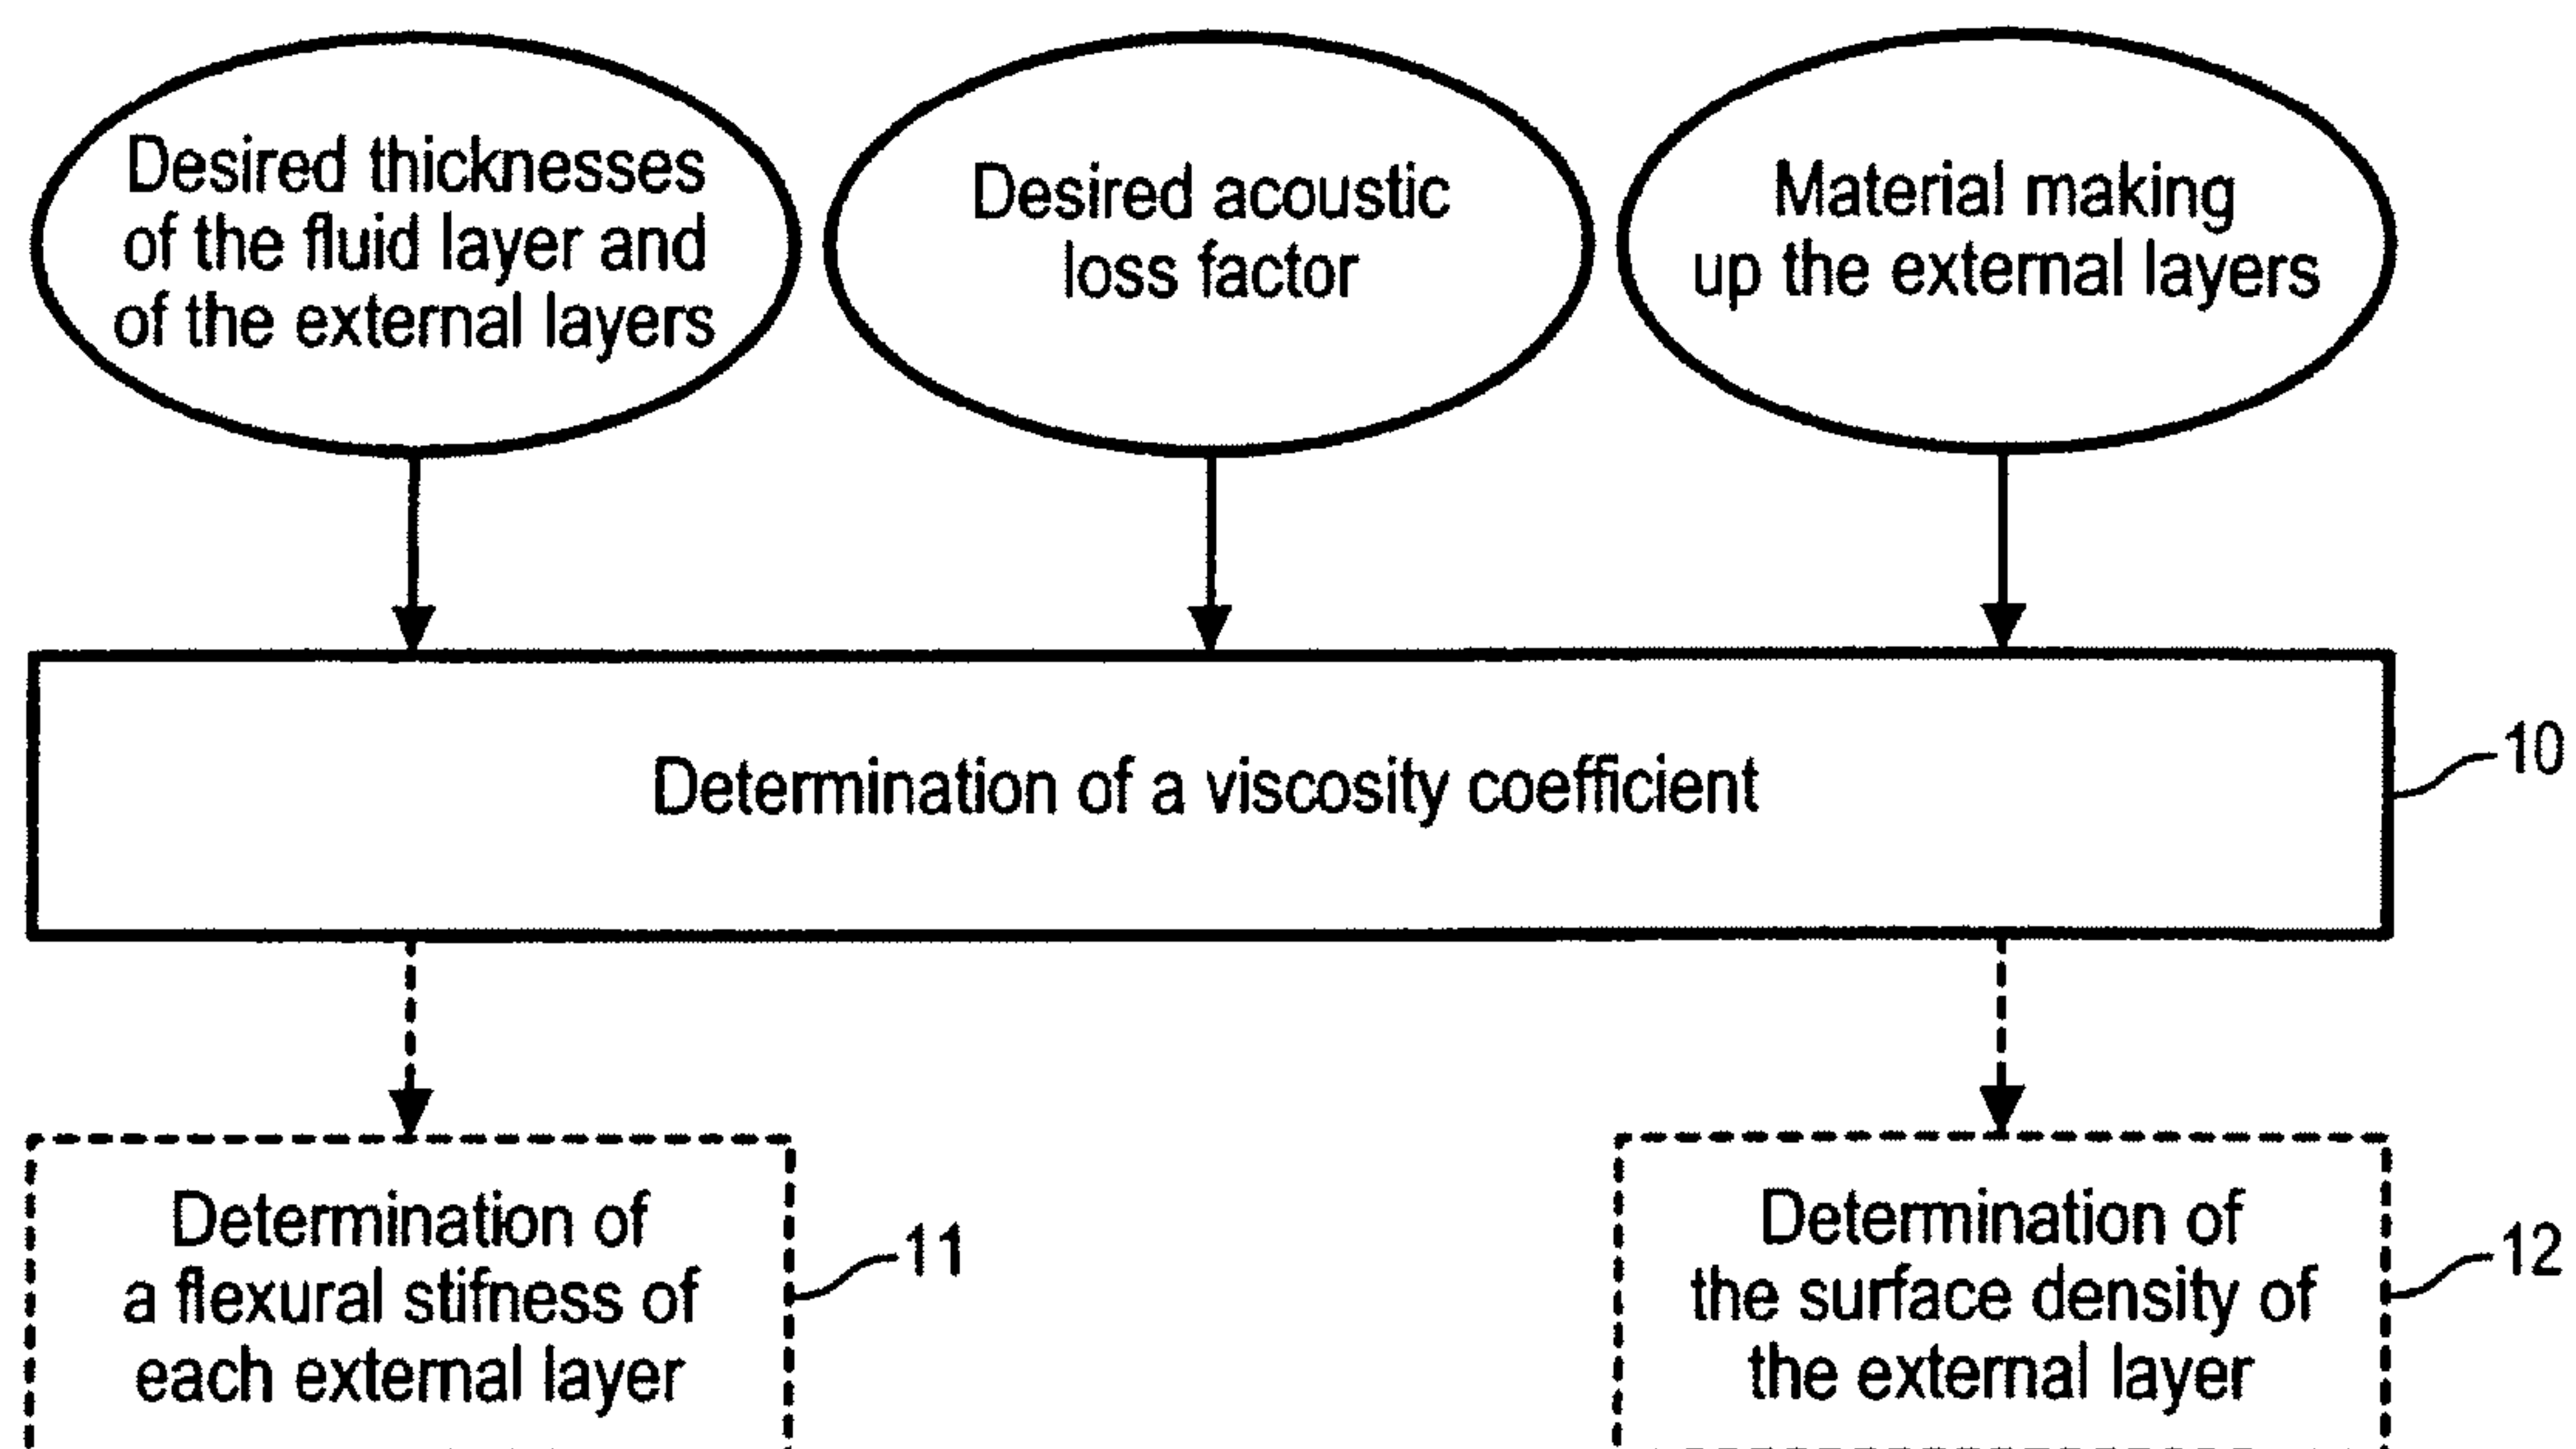 Desired thicknesses
of the fluid layer and
of the external layers
Desired acoustic
loss factor
Material making
up the external layers
Determination of a viscosity coefficient
10
Determination of
a flexural stifness of
each external layer
11
Determination of
the surface density of
the external layer
12